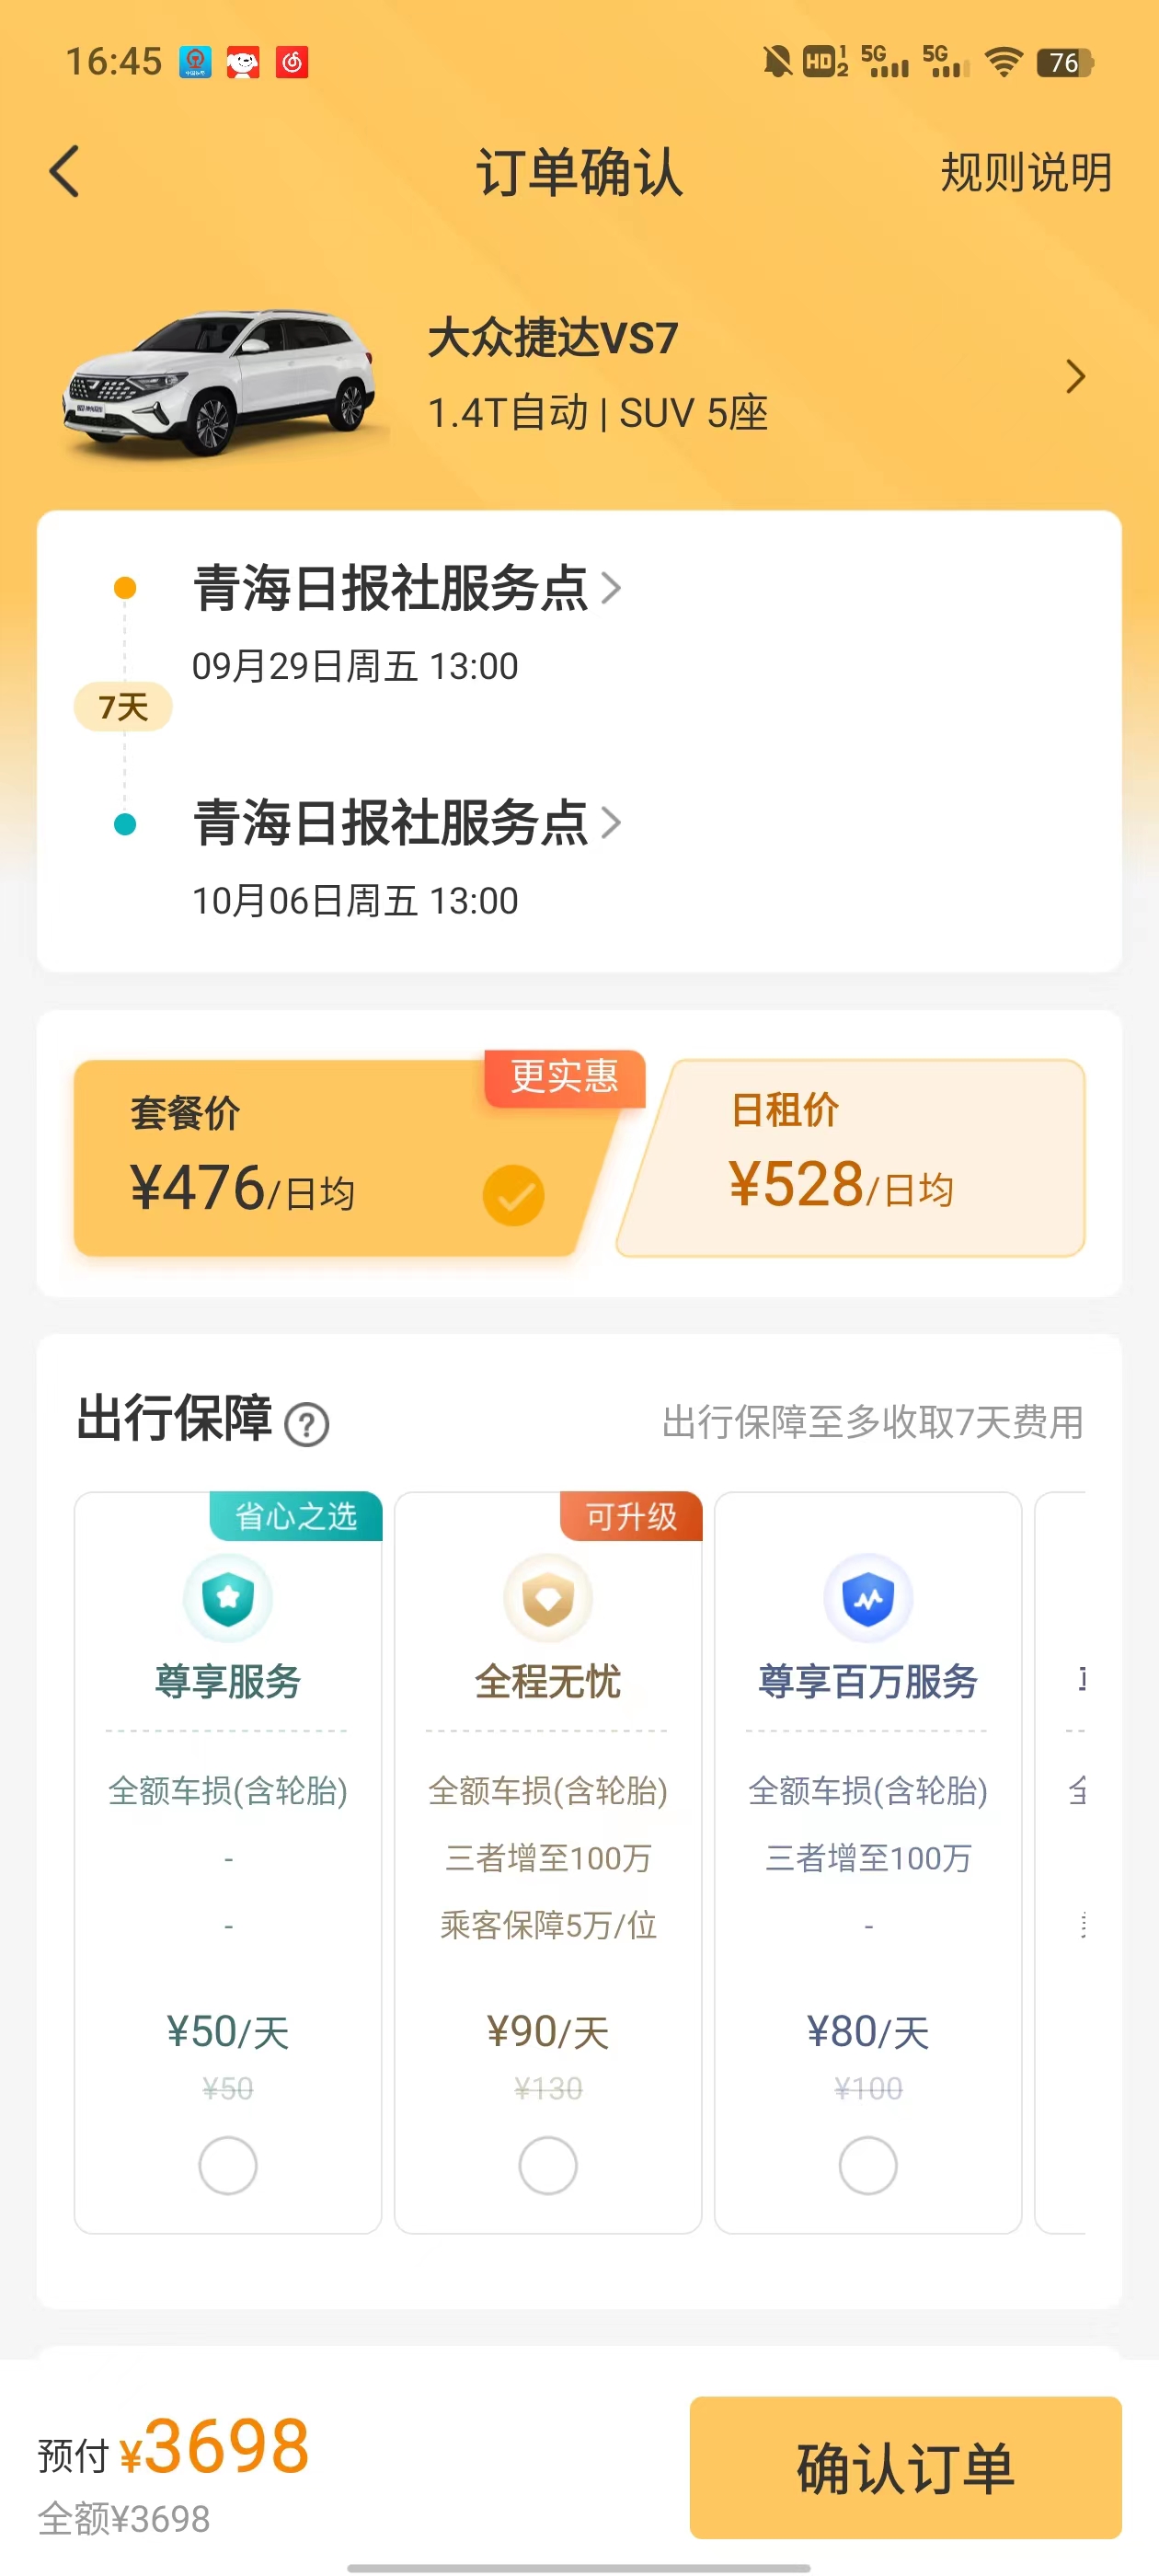 16:45
HD 1 2 5G 5G 76
订单确认
规则说明
大众捷达VS7
1.4T自动 | SUV 5座
青海日报社服务点
09月29日周五 13:00
7天
青海日报社服务点
10月06日周五 13:00
更实惠
套餐价
¥476/日均
日租价
¥528/日均
出行保障 ?
出行保障至多收取7天费用
省心之选
尊享服务
全额车损(含轮胎)
-
-
¥50/天
¥50
可升级
全程无忧
全额车损(含轮胎)
三者增至100万
乘客保障5万/位
¥90/天
¥130
尊享百万服务
全额车损(含轮胎)
三者增至100万
-
¥80/天
¥100
预付 ¥3698
全额¥3698
确认订单